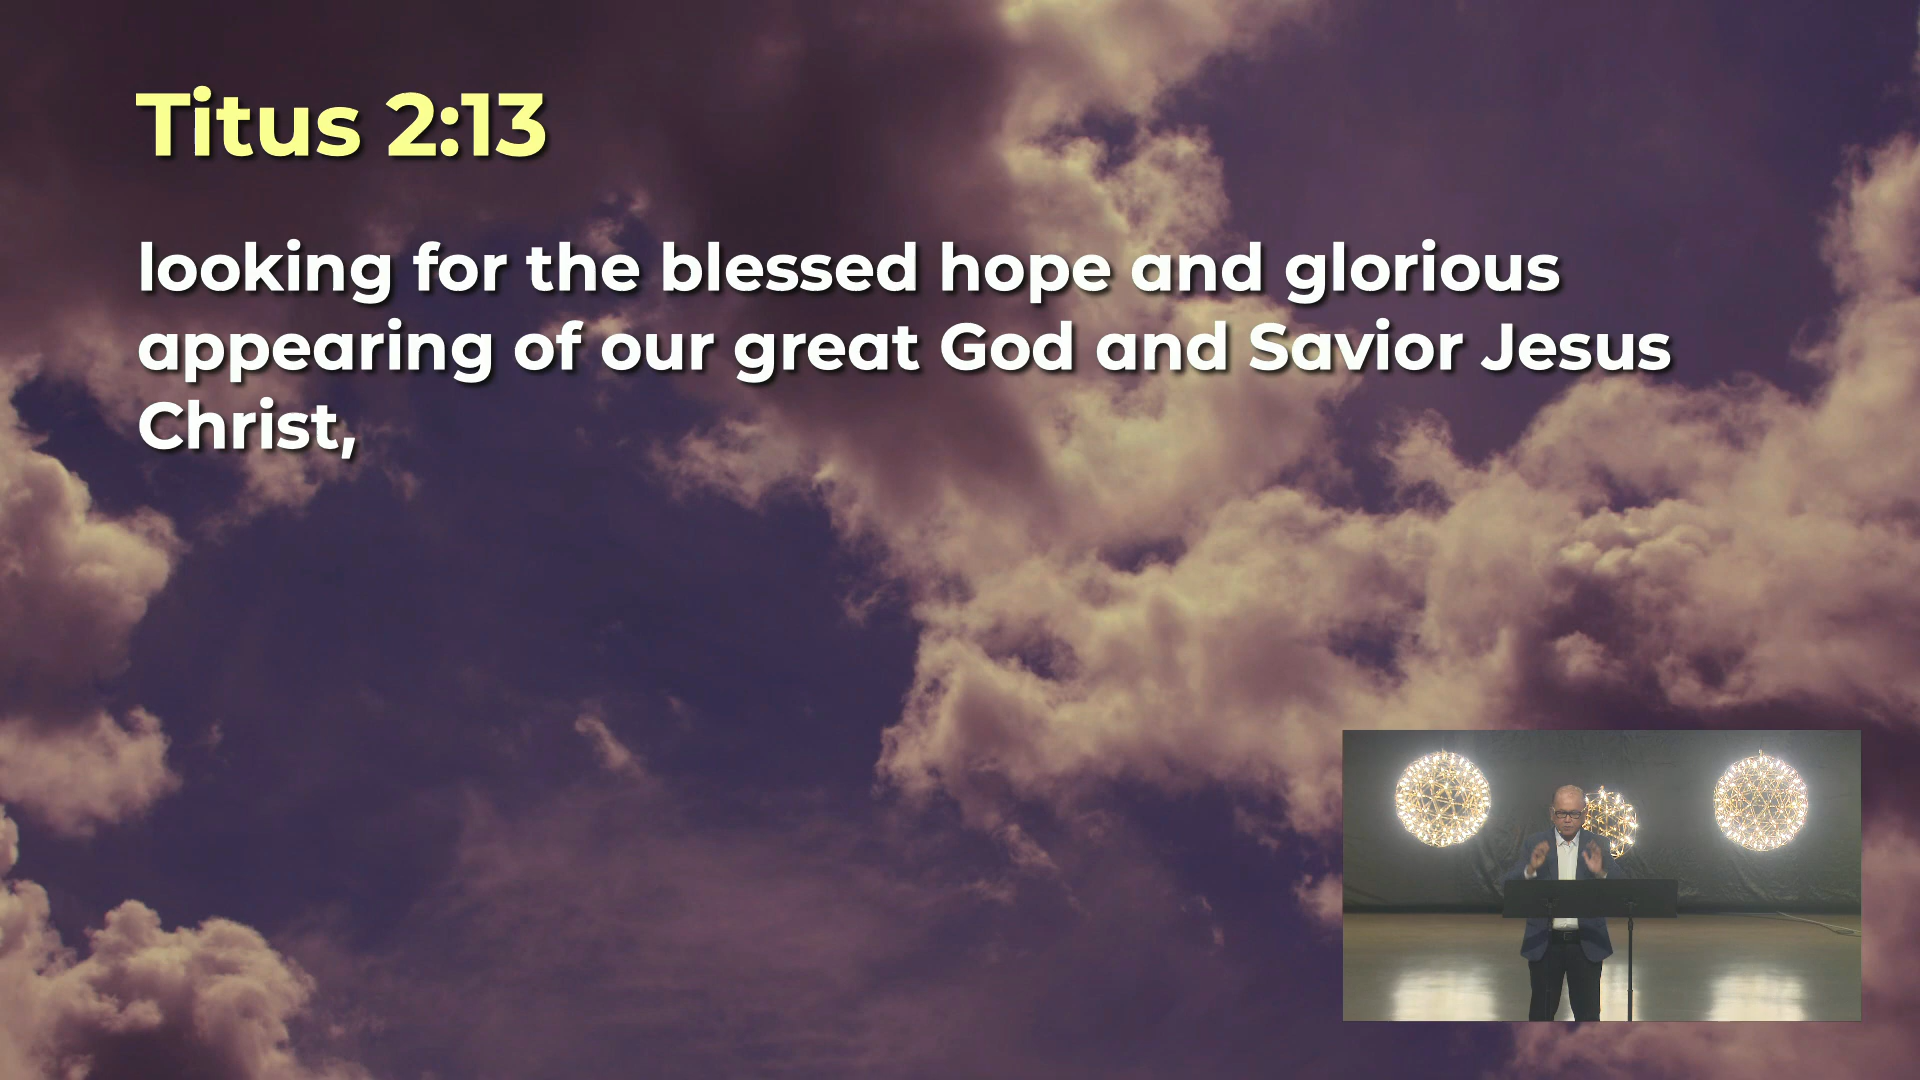 Titus 2:13
looking for the blessed hope and glorious
appearing of our great God and Savior Jesus
Christ,